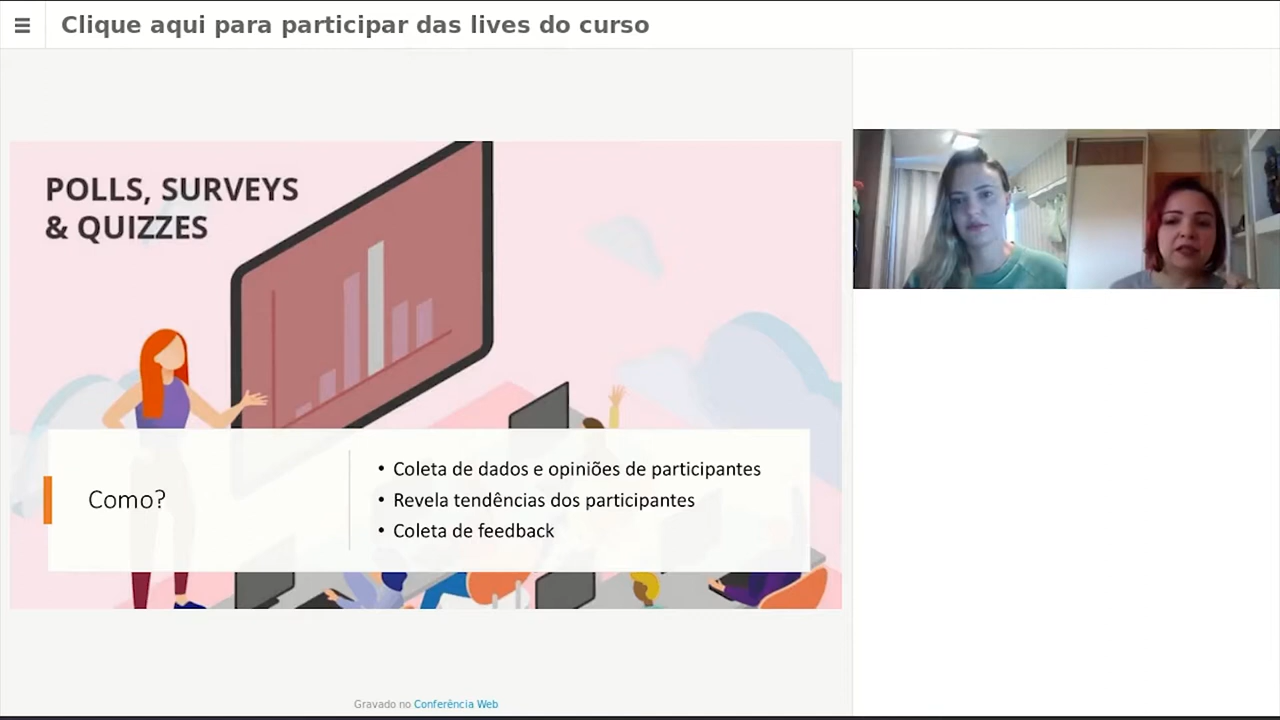 Clique aqui para participar das lives do curso
POLLS, SURVEYS
& QUIZZES
Como?
• Coleta de dados e opiniões de participantes
• Revela tendências dos participantes
• Coleta de feedback
Gravado no Conferência Web